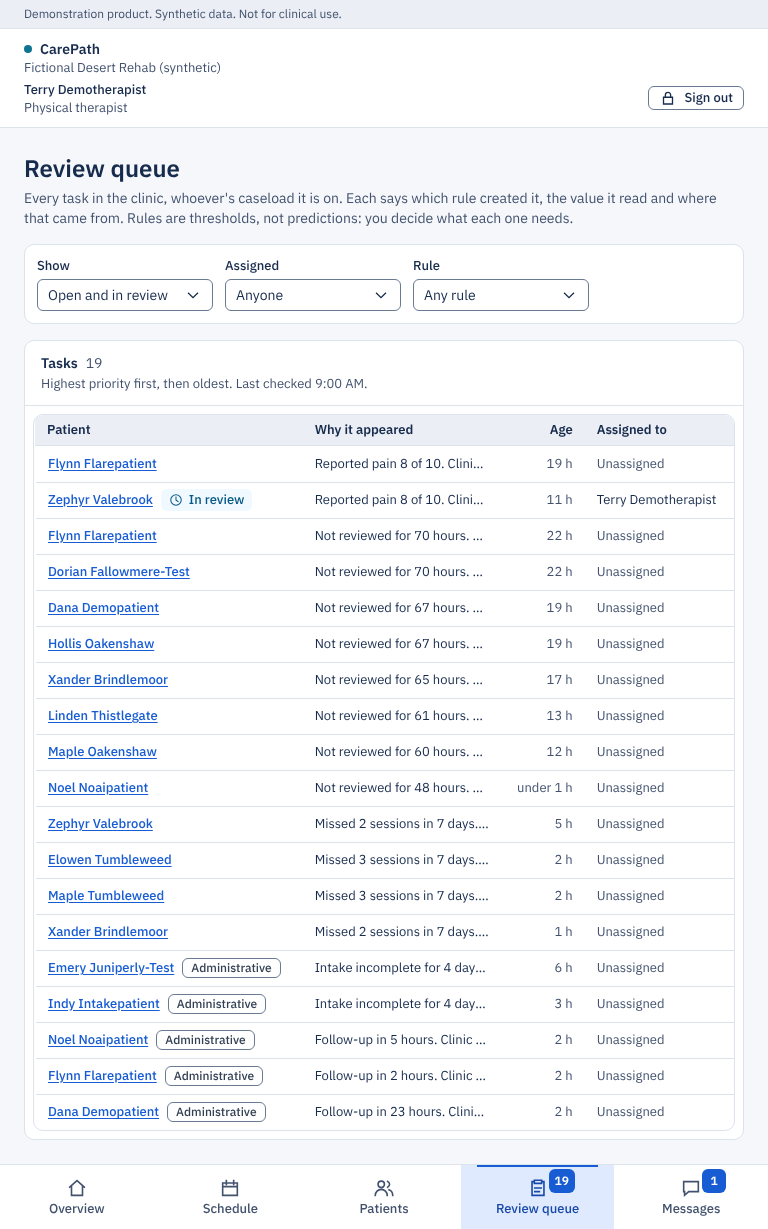 Demonstration product. Synthetic data. Not for clinical use.
CarePath
Fictional Desert Rehab (synthetic)
Terry Demotherapist
Physical therapist
Sign out
Review queue
Every task in the clinic, whoever's caseload it is on. Each says which rule created it, the value it read and where
that came from. Rules are thresholds, not predictions: you decide what each one needs.
Show Assigned Rule
Open and in review Anyone Any rule
Tasks 19
Highest priority first, then oldest. Last checked 9:00 AM.
Patient Why it appeared Age Assigned to
Flynn Flarepatient Reported pain 8 of 10. Clini... 19 h Unassigned
Zephyr Valebrook In review Reported pain 8 of 10. Clini... 11 h Terry Demotherapist
Flynn Flarepatient Not reviewed for 70 hours. ... 22 h Unassigned
Dorian Fallowmere-Test Not reviewed for 70 hours. ... 22 h Unassigned
Dana Demopatient Not reviewed for 67 hours. ... 19 h Unassigned
Hollis Oakenshaw Not reviewed for 67 hours. ... 19 h Unassigned
Xander Brindlemoor Not reviewed for 65 hours. ... 17 h Unassigned
Linden Thistlegate Not reviewed for 61 hours. ... 13 h Unassigned
Maple Oakenshaw Not reviewed for 60 hours. ... 12 h Unassigned
Noel Noaipatient Not reviewed for 48 hours. ... under 1 h Unassigned
Zephyr Valebrook Missed 2 sessions in 7 days.... 5 h Unassigned
Elowen Tumbleweed Missed 3 sessions in 7 days.... 2 h Unassigned
Maple Tumbleweed Missed 3 sessions in 7 days.... 2 h Unassigned
Xander Brindlemoor Missed 2 sessions in 7 days.... 1 h Unassigned
Emery Juniperly-Test Administrative Intake incomplete for 4 day... 6 h Unassigned
Indy Intakepatient Administrative Intake incomplete for 4 day... 3 h Unassigned
Noel Noaipatient Administrative Follow-up in 5 hours. Clinic ... 2 h Unassigned
Flynn Flarepatient Administrative Follow-up in 2 hours. Clinic ... 2 h Unassigned
Dana Demopatient Administrative Follow-up in 23 hours. Clini... 2 h Unassigned
19 1
Overview Schedule Patients Review queue Messages